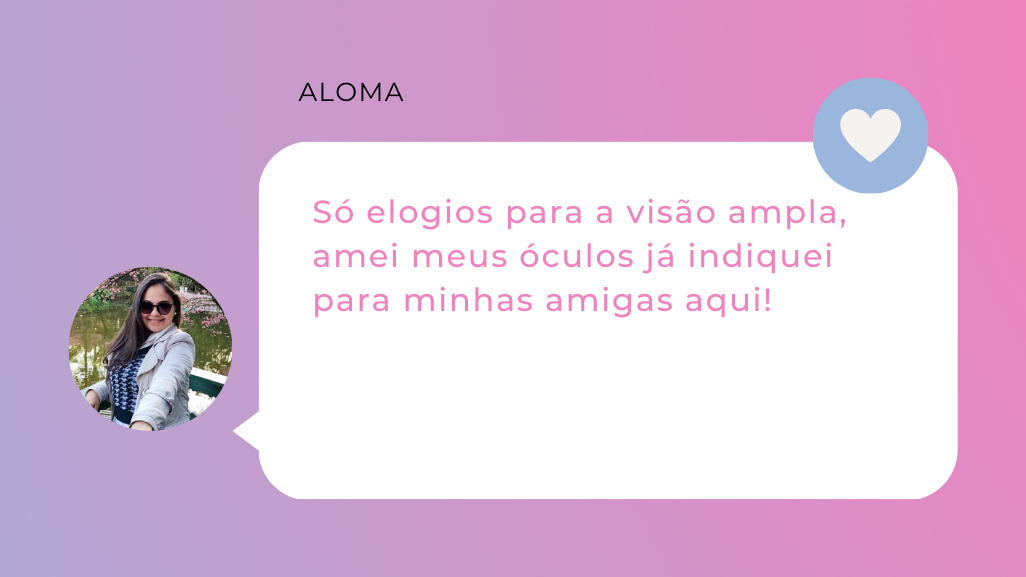 ALOMA
Só elogios para a visão ampla,
amei meus óculos já indiquei
para minhas amigas aqui!